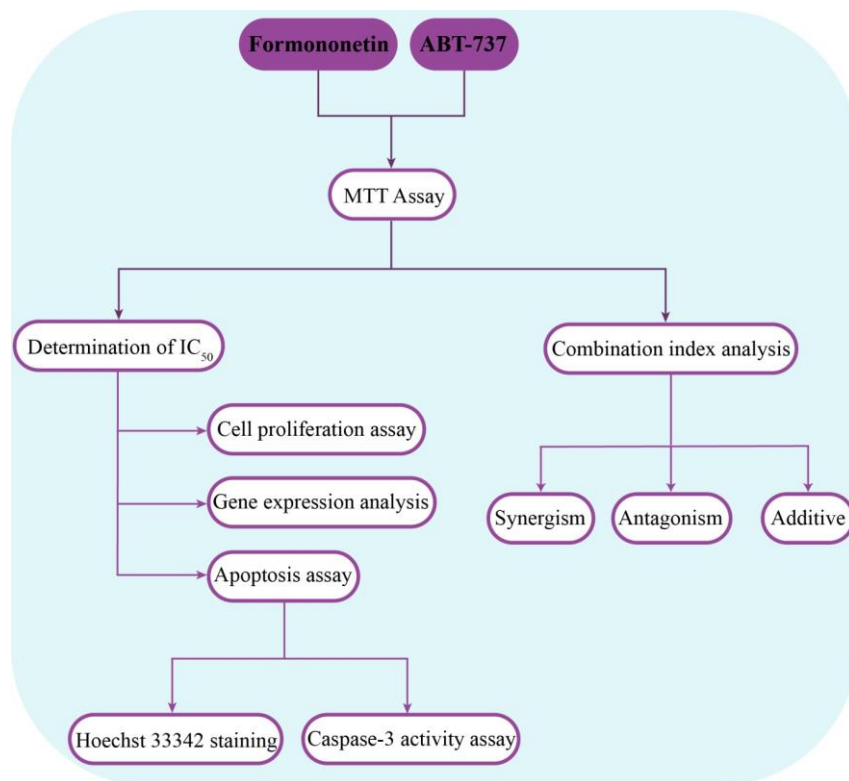 Formononetin
ABT-737
MTT Assay
Determination of IC₅₀
Combination index analysis
Cell proliferation assay
Gene expression analysis
Synergism
Antagonism
Additive
Apoptosis assay
Hoechst 33342 staining
Caspase-3 activity assay